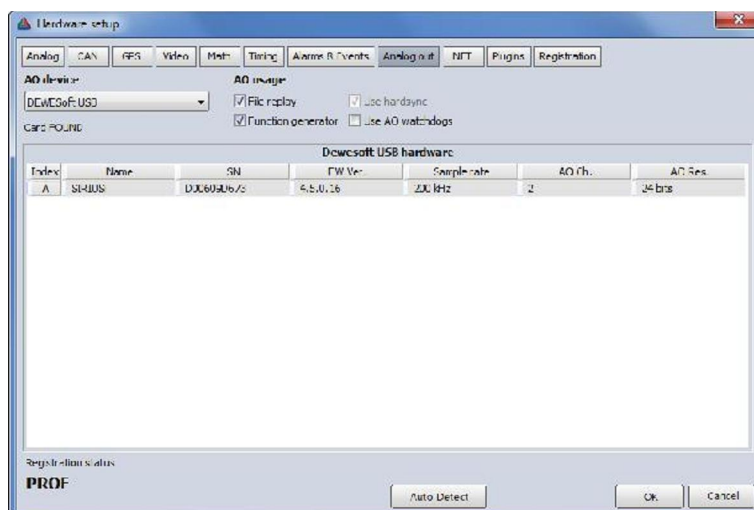 Hardware setup
Analog CAN GPS Video Math Timing Alarms & Events Analog out NET Plugins Registration
AO device AO usage
DEWESoft USB File replay Use hardsync
Card FOUND Function generator Use AO watchdogs
Dewesoft USB hardware
Index Name SN FW Ver. Sample rate AO Ch. AO Res.
A SIRIUS 4.5.0.16 200 kHz 2 24 bits
Registration status
PROF
Auto Detect OK Cancel